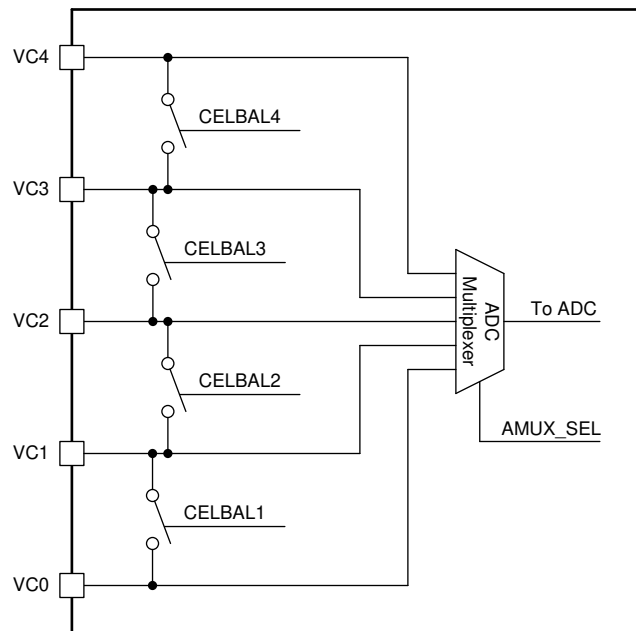 VC4
CELBAL4
VC3
CELBAL3
VC2
ADC
Multiplexer
To ADC
CELBAL2
AMUX_SEL
VC1
CELBAL1
VC0